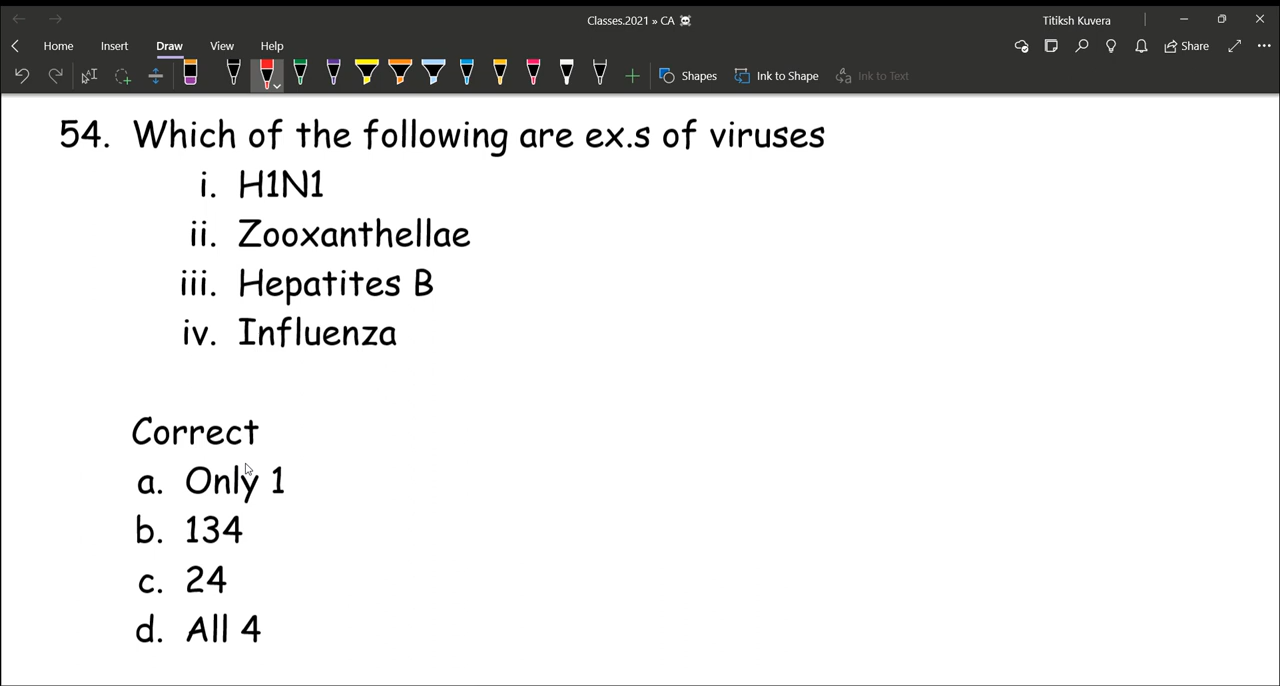 Classes.2021 » CA
Titiksh Kuvera
Home Insert Draw View Help
Share
Shapes Ink to Shape Ink to Text
54. Which of the following are ex.s of viruses
i. H1N1
ii. Zooxanthellae
iii. Hepatites B
iv. Influenza
Correct
a. Only 1
b. 134
c. 24
d. All 4